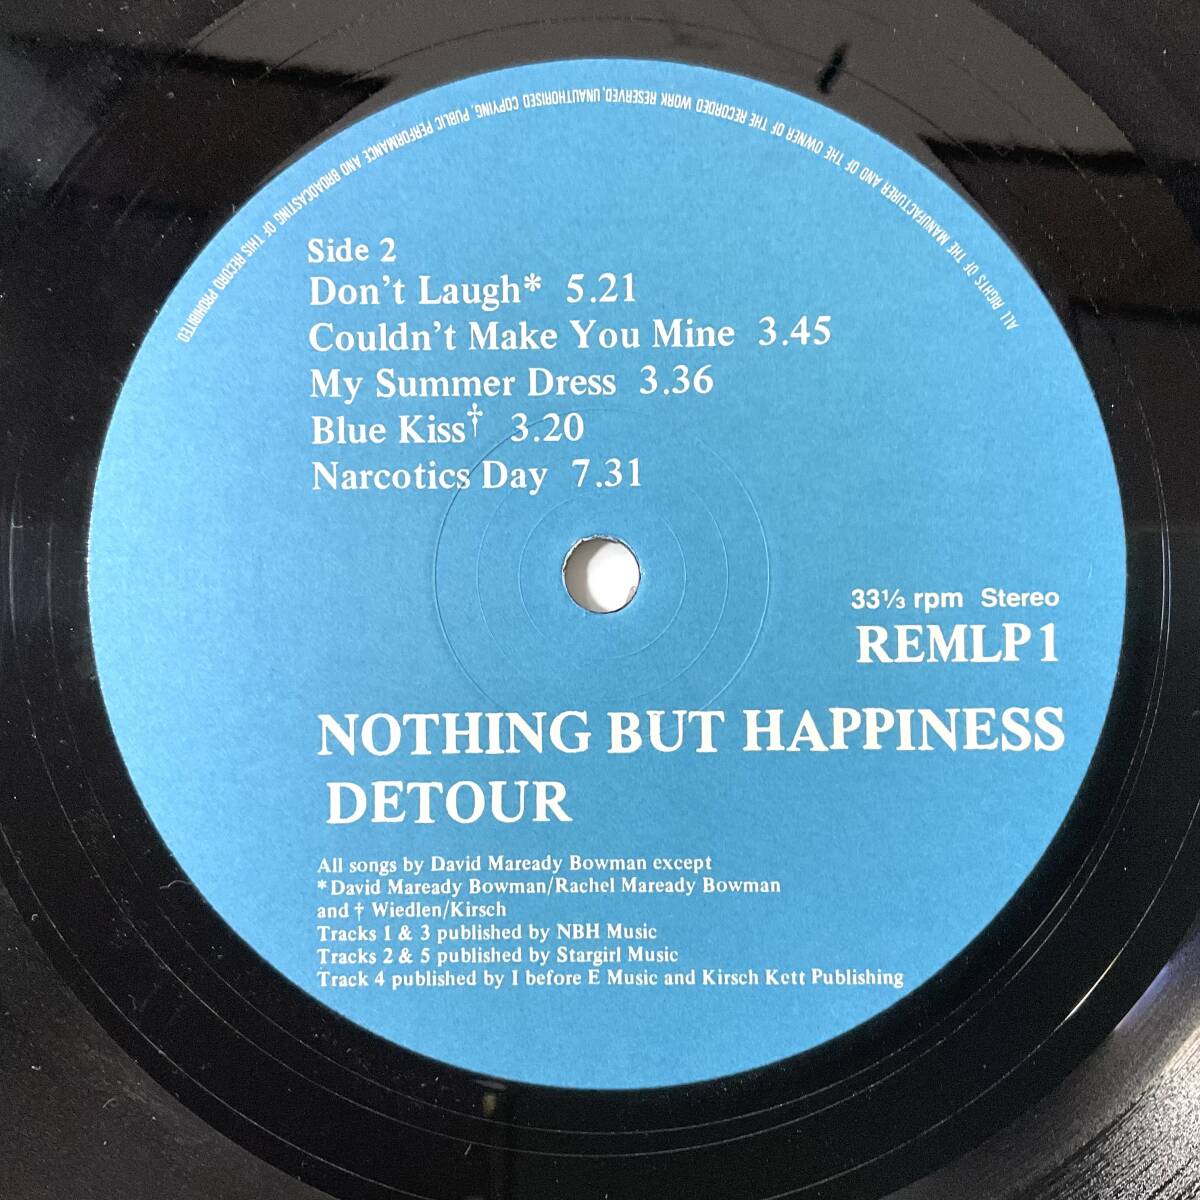 ALL RIGHTS OF THE MANUFACTURER AND OF THE OWNER OF THE RECORDED WORK RESERVED, UNAUTHORISED COPYING, PUBLIC PERFORMANCE AND BROADCASTING OF THIS RECORD PROHIBITED
Side 2
Don't Laugh* 5.21
Couldn't Make You Mine 3.45
My Summer Dress 3.36
Blue Kiss† 3.20
Narcotics Day 7.31
33⅓ rpm Stereo
REMLP1
NOTHING BUT HAPPINESS
DETOUR
All songs by David Maready Bowman except
*David Maready Bowman/Rachel Maready Bowman
and † Wiedlen/Kirsch
Tracks 1 & 3 published by NBH Music
Tracks 2 & 5 published by Stargirl Music
Track 4 published by I before E Music and Kirsch Kett Publishing